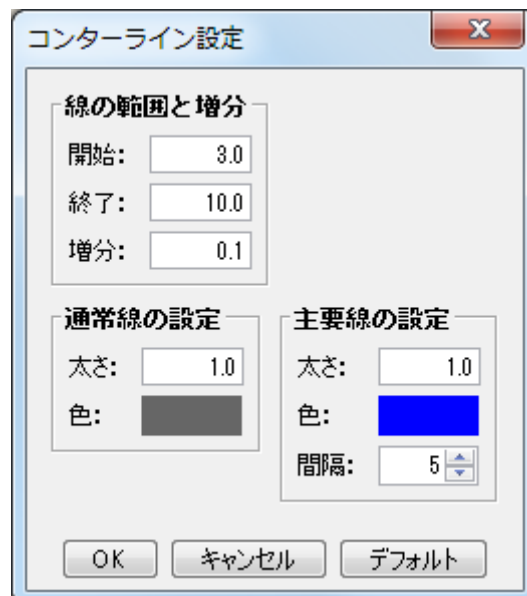 コンターライン設定
線の範囲と増分
開始: 3.0
終了: 10.0
増分: 0.1
通常線の設定
太さ: 1.0
色:
主要線の設定
太さ: 1.0
色:
間隔: 5
OK キャンセル デフォルト